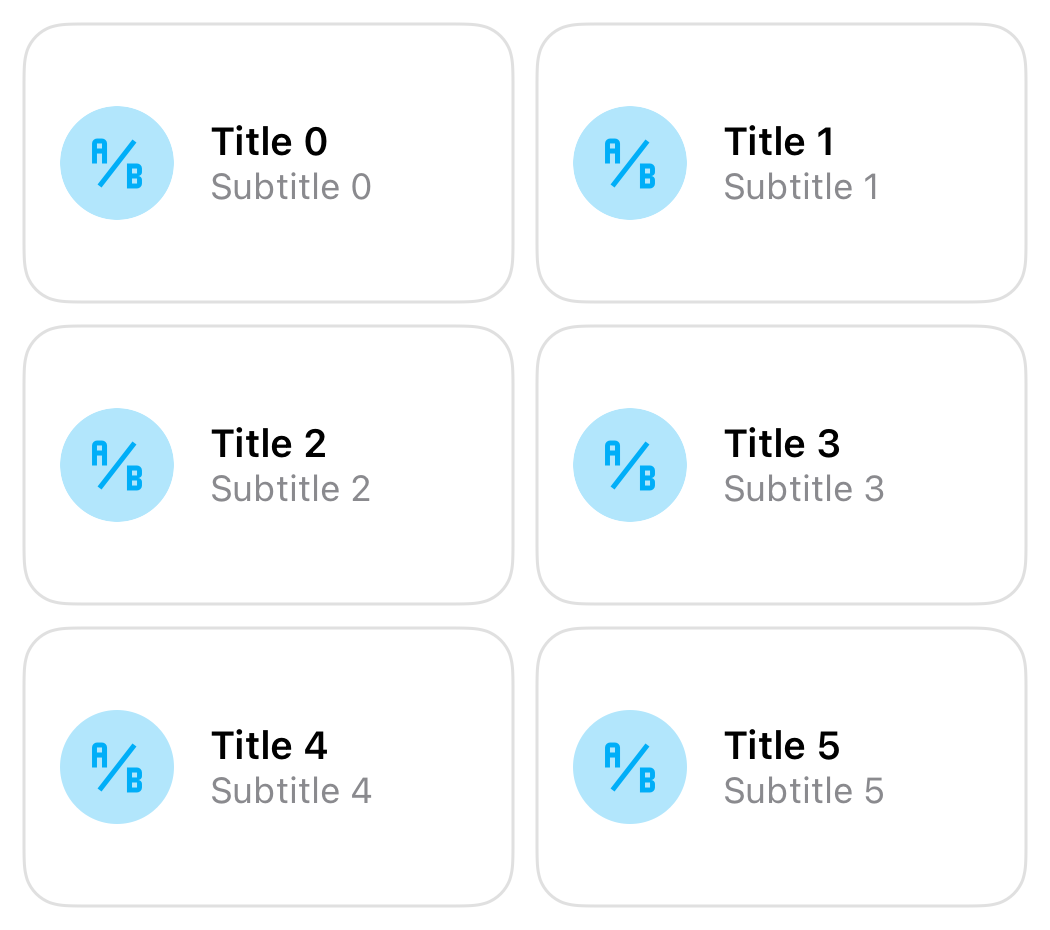 A/B
Title 0
Subtitle 0
A/B
Title 1
Subtitle 1
A/B
Title 2
Subtitle 2
A/B
Title 3
Subtitle 3
A/B
Title 4
Subtitle 4
A/B
Title 5
Subtitle 5